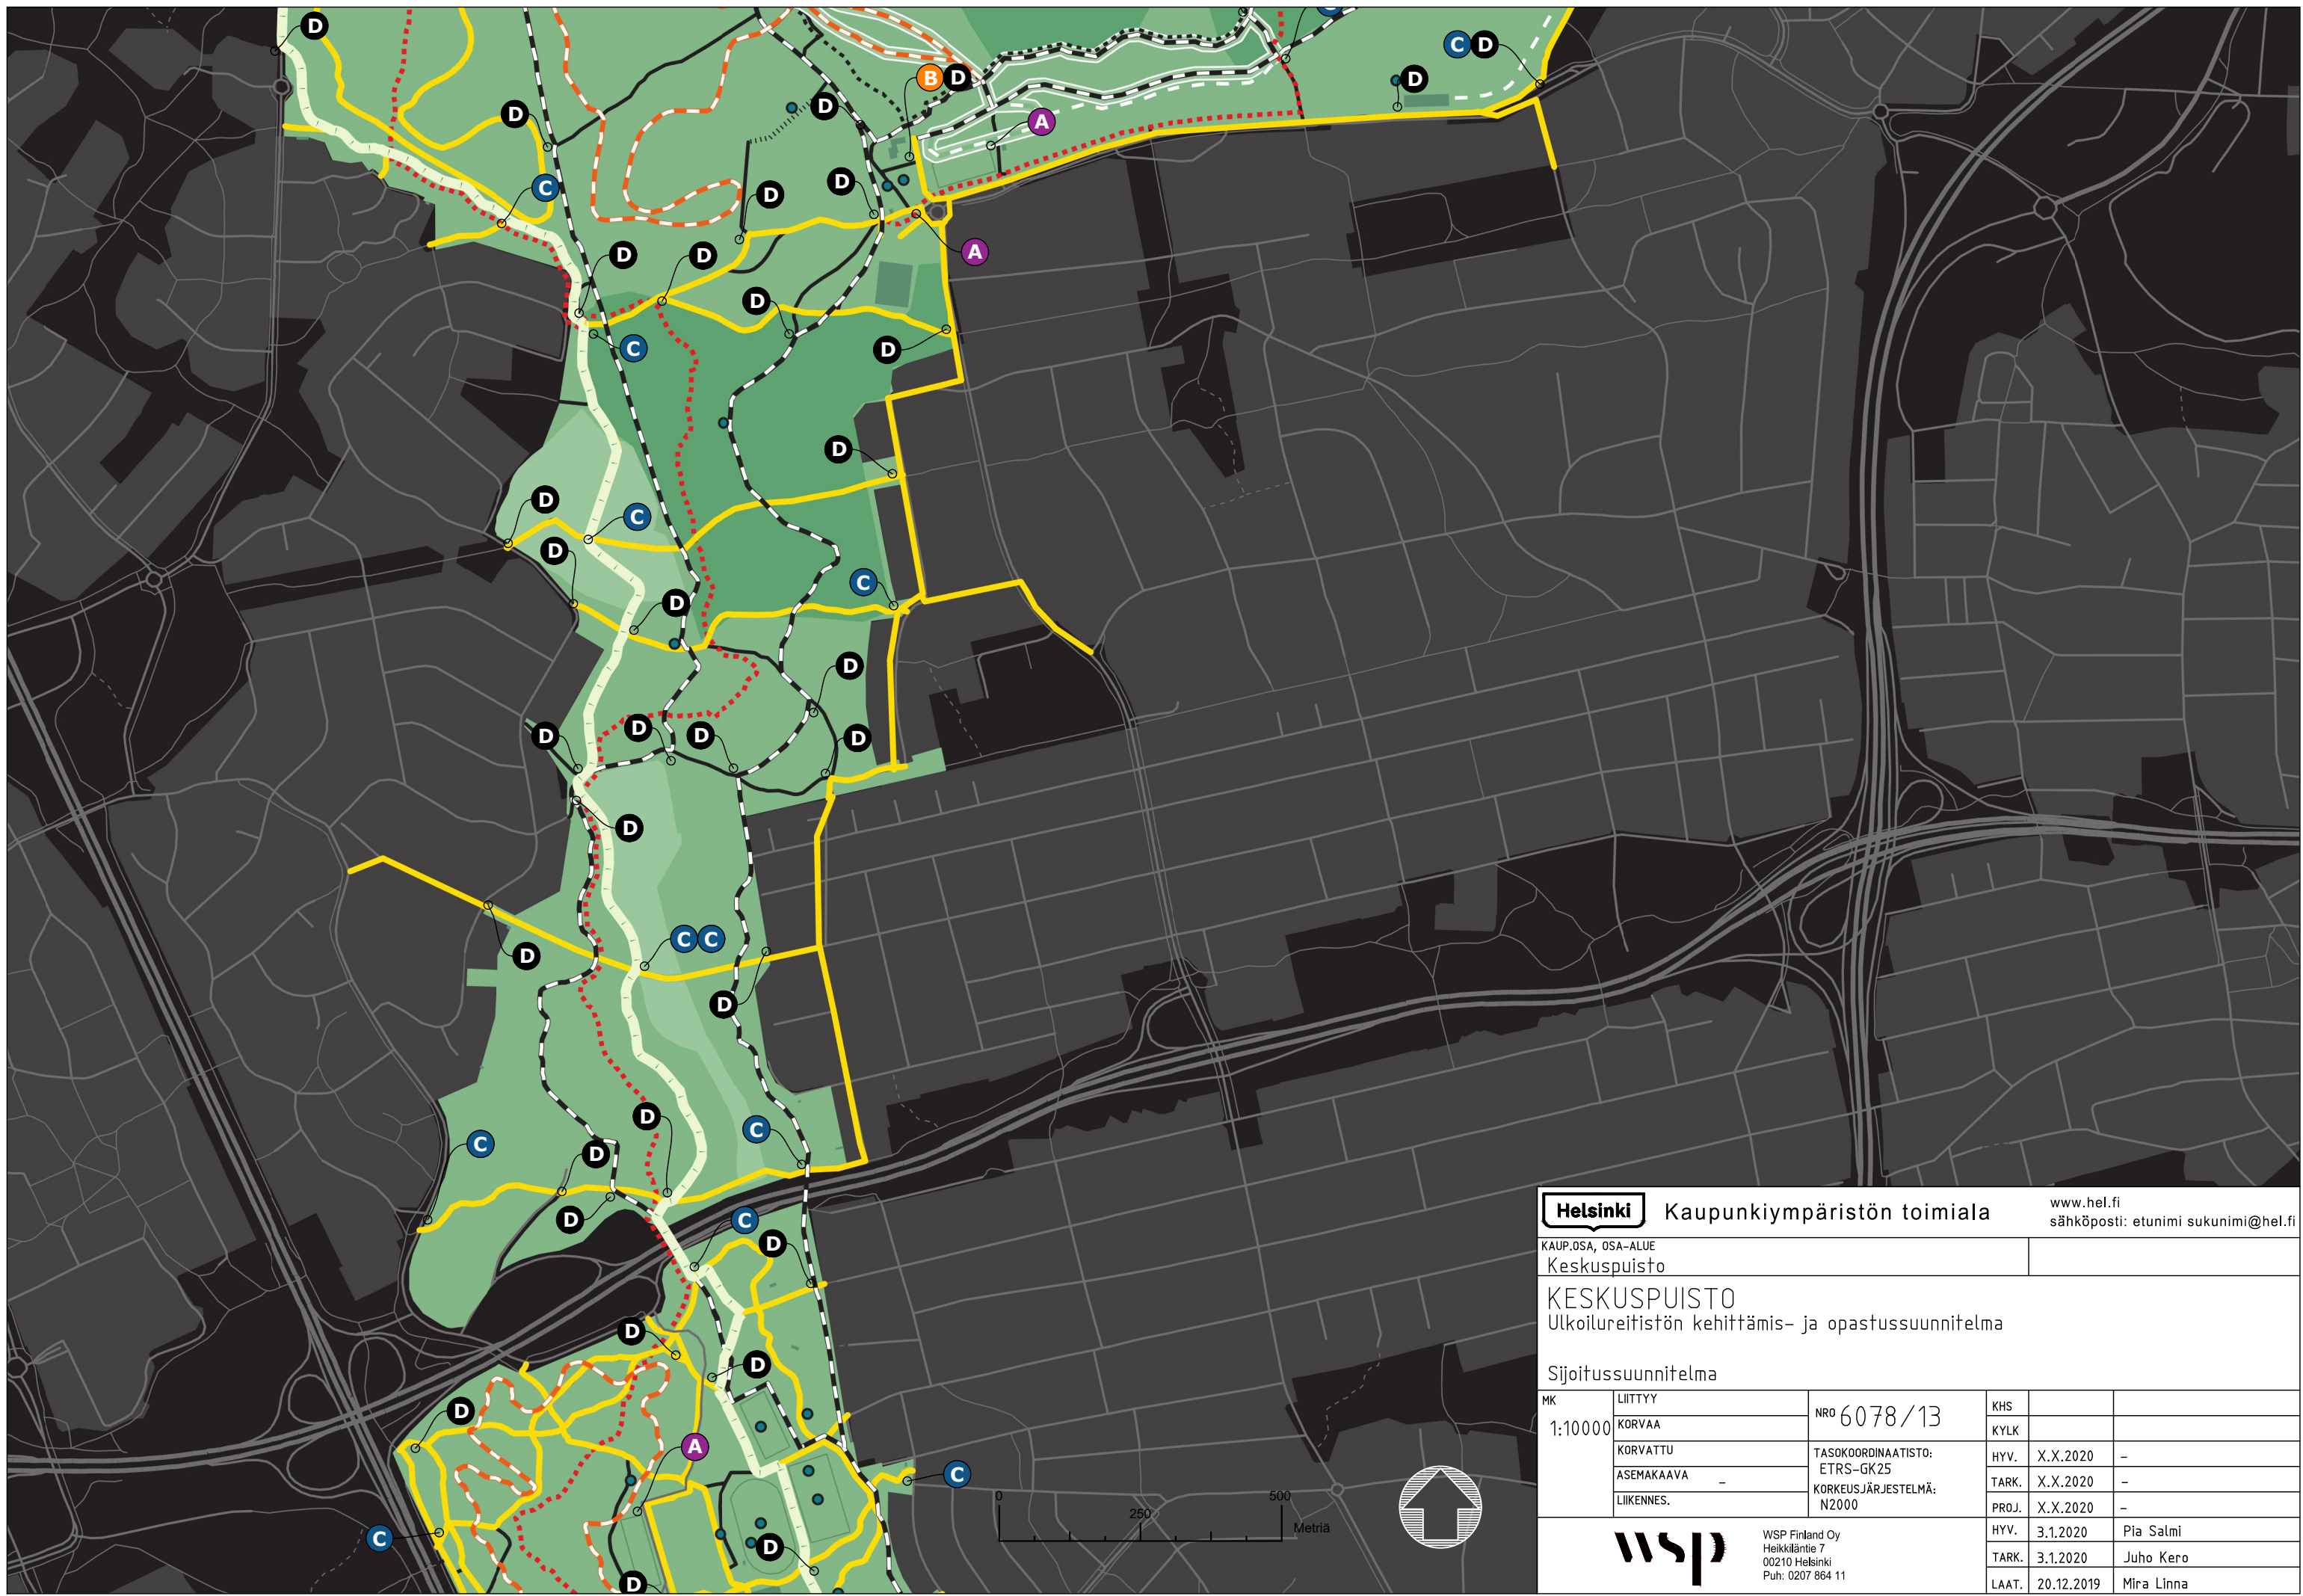 D
C
C D
B D
D
D
D
A
C
D
D
A
D
D
D
C
D
D
D
C
D
C
D
D
D
D
D
D
D
D
C C
D
D
D
C
C
D
D
C
D
D
D
D
A
C
C
D
D
0
250
500
Metriä
Helsinki
Kaupunkiympäristön toimiala
www.hel.fi
sähköposti: etunimi sukunimi@hel.fi
KAUP.OSA, OSA-ALUE
Keskuspuisto
KESKUSPUISTO
Ulkoilureitistön kehittämis- ja opastussuunnitelma
Sijoitussuunnitelma
MK
1:10000
LIITTYY
KORVAA
KORVATTU
ASEMAKAAVA –
LIIKENNES.
NRO 6078/13
TASOKOORDINAATISTO:
ETRS-GK25
KORKEUSJÄRJESTELMÄ:
N2000
KHS
KYLK
HYV. X.X.2020 –
TARK. X.X.2020 –
PROJ. X.X.2020 –
HYV. 3.1.2020 Pia Salmi
TARK. 3.1.2020 Juho Kero
LAAT. 20.12.2019 Mira Linna
wsp
WSP Finland Oy
Heikkiläntie 7
00210 Helsinki
Puh: 0207 864 11